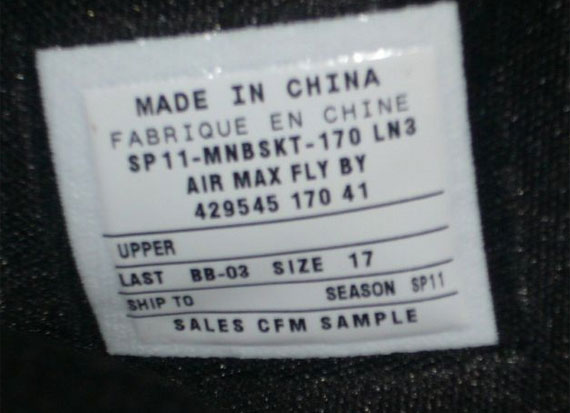 MADE IN CHINA
FABRIQUE EN CHINE
SP11-MNBSKT-170 LN3
AIR MAX FLY BY
429545 170 41
UPPER
LAST BB-03 SIZE 17
SHIP TO SEASON SP11
SALES CFM SAMPLE